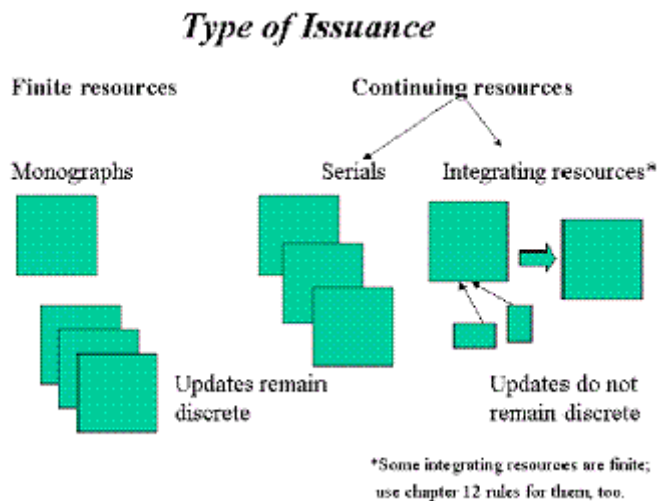 Type of Issuance
Finite resources
Continuing resources
Monographs
Serials
Integrating resources*
Updates remain
discrete
Updates do not
remain discrete
*Some integrating resources are finite;
use chapter 12 rules for them, too.